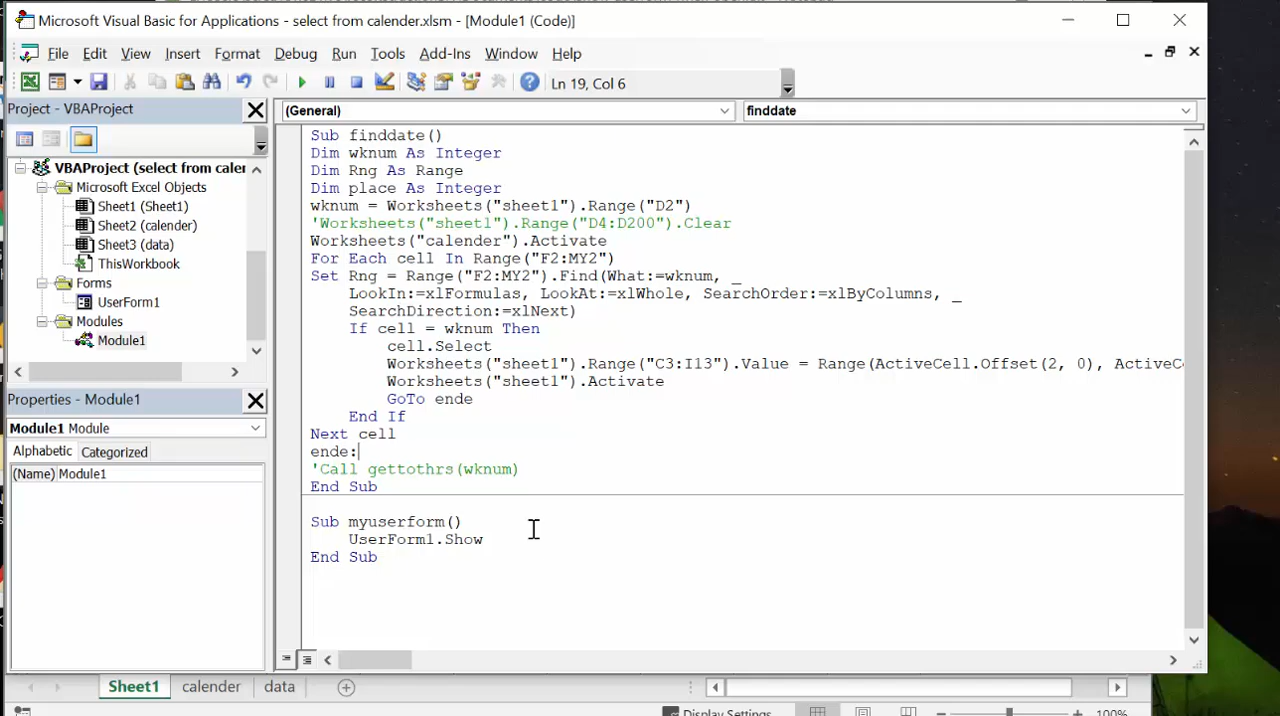 Microsoft Visual Basic for Applications - select from calender.xlsm - [Module1 (Code)]
File Edit View Insert Format Debug Run Tools Add-Ins Window Help
Ln 19, Col 6
Project - VBAProject
(General)
finddate
VBAProject (select from calen
Microsoft Excel Objects
Sheet1 (Sheet1)
Sheet2 (calender)
Sheet3 (data)
ThisWorkbook
Forms
UserForm1
Modules
Module1
Properties - Module1
Module1 Module
Alphabetic Categorized
(Name) Module1
Sub finddate()
Dim wknum As Integer
Dim Rng As Range
Dim place As Integer
wknum = Worksheets("sheet1").Range("D2")
'Worksheets("sheet1").Range("D4:D200").Clear
Worksheets("calender").Activate
For Each cell In Range("F2:MY2")
Set Rng = Range("F2:MY2").Find(What:=wknum, _
LookIn:=xlFormulas, LookAt:=xlWhole, SearchOrder:=xlByColumns, _
SearchDirection:=xlNext)
If cell = wknum Then
cell.Select
Worksheets("sheet1").Range("C3:I13").Value = Range(ActiveCell.Offset(2, 0), ActiveCe
Worksheets("sheet1").Activate
GoTo ende
End If
Next cell
ende:
'Call gettothrs(wknum)
End Sub
Sub myuserform()
UserForm1.Show
End Sub
Sheet1 calender data
Display Settings
100%